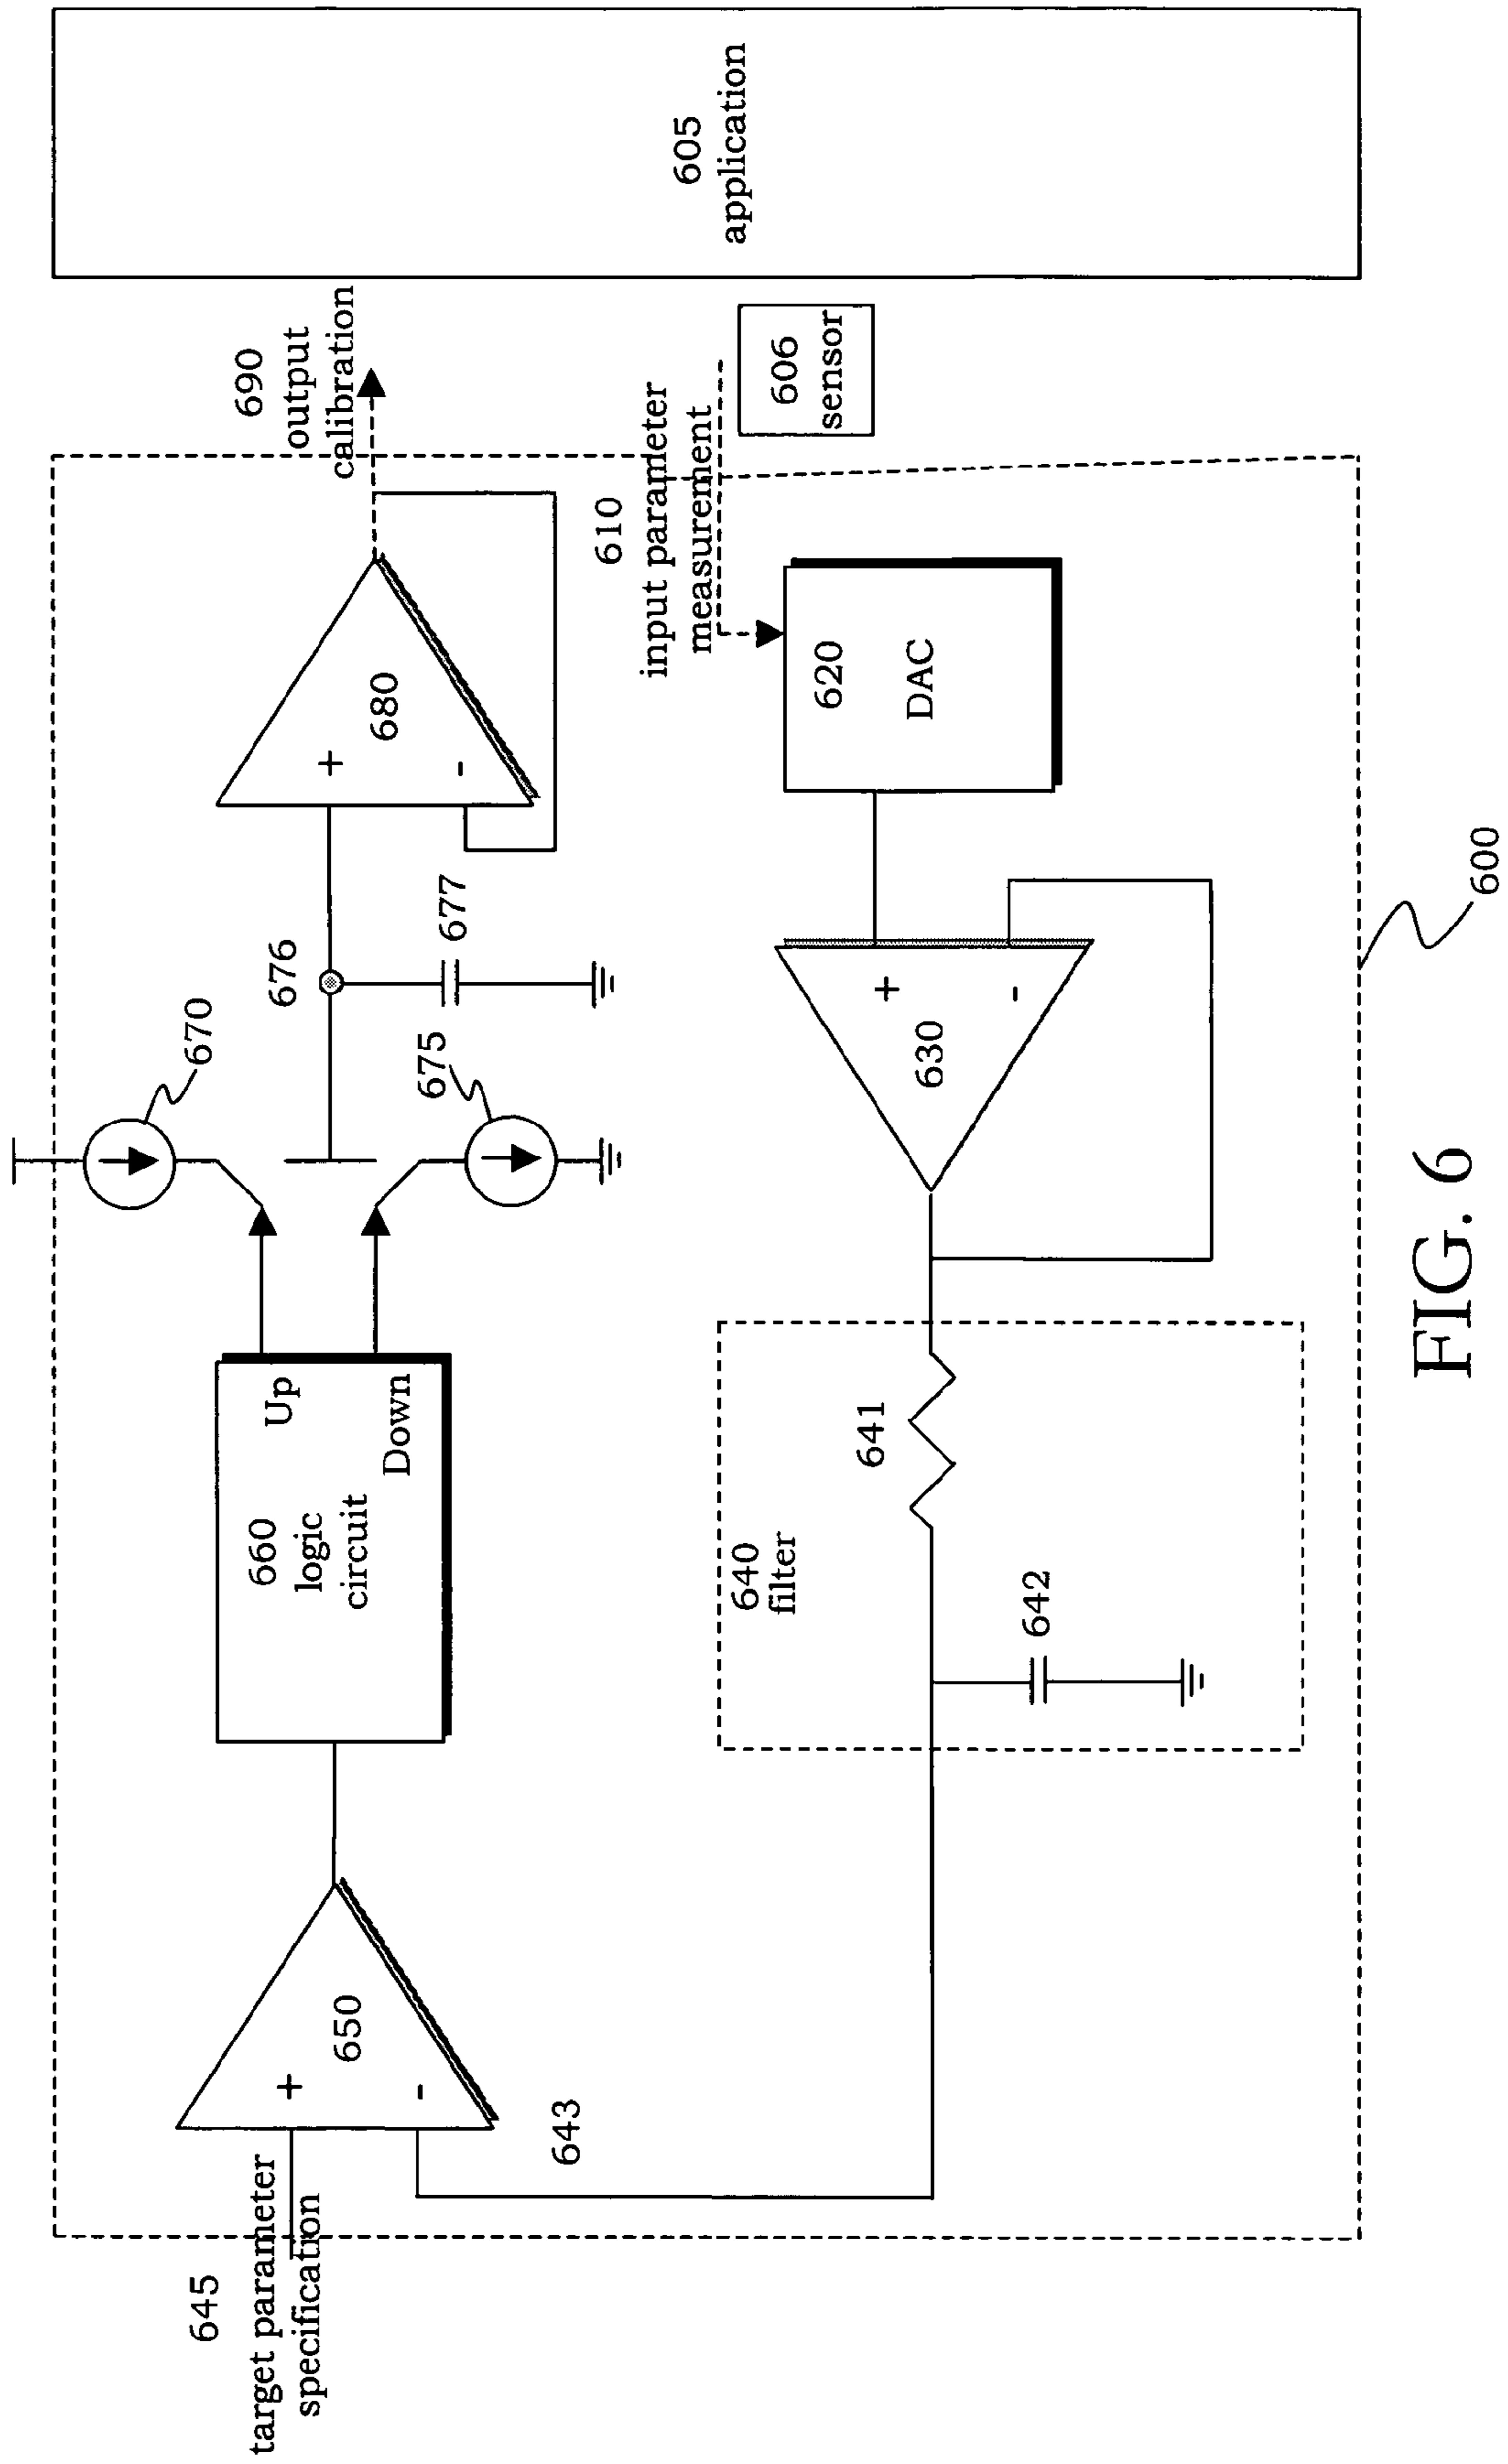 645
target parameter
specification
+
-
650
643
660
logic
circuit
Up
Down
670
675
676
677
+
-
680
690
output
calibration
605
application
606
sensor
610
input parameter
measurement
620
DAC
+
-
630
640
filter
641
642
600
FIG. 6